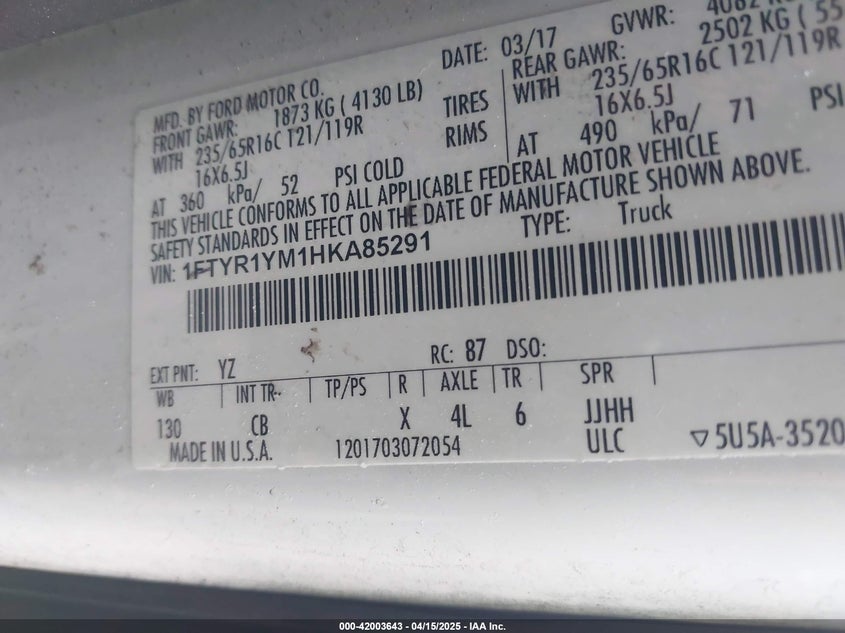 MFD. BY FORD MOTOR CO.
DATE: 03/17
GVWR:
FRONT GAWR: 1873 KG ( 4130 LB)
REAR GAWR: 2502 KG ( 55
WITH 235/65R16C 121/119R TIRES
WITH 235/65R16C 121/119R
16X6.5J RIMS
16X6.5J
AT 360 kPa/ 52 PSI COLD
AT 490 kPa/ 71 PSI
THIS VEHICLE CONFORMS TO ALL APPLICABLE FEDERAL MOTOR VEHICLE
SAFETY STANDARDS IN EFFECT ON THE DATE OF MANUFACTURE SHOWN ABOVE.
VIN: 1FTYR1YM1HKA85291
TYPE: Truck
EXT PNT: YZ RC: 87 DSO:
WB INT TR TP/PS R AXLE TR SPR
130 CB X 4L 6 JJHH
MADE IN U.S.A. 1201703072054 ULC 5U5A-3520
000-42003643 - 04/15/2025 - IAA Inc.